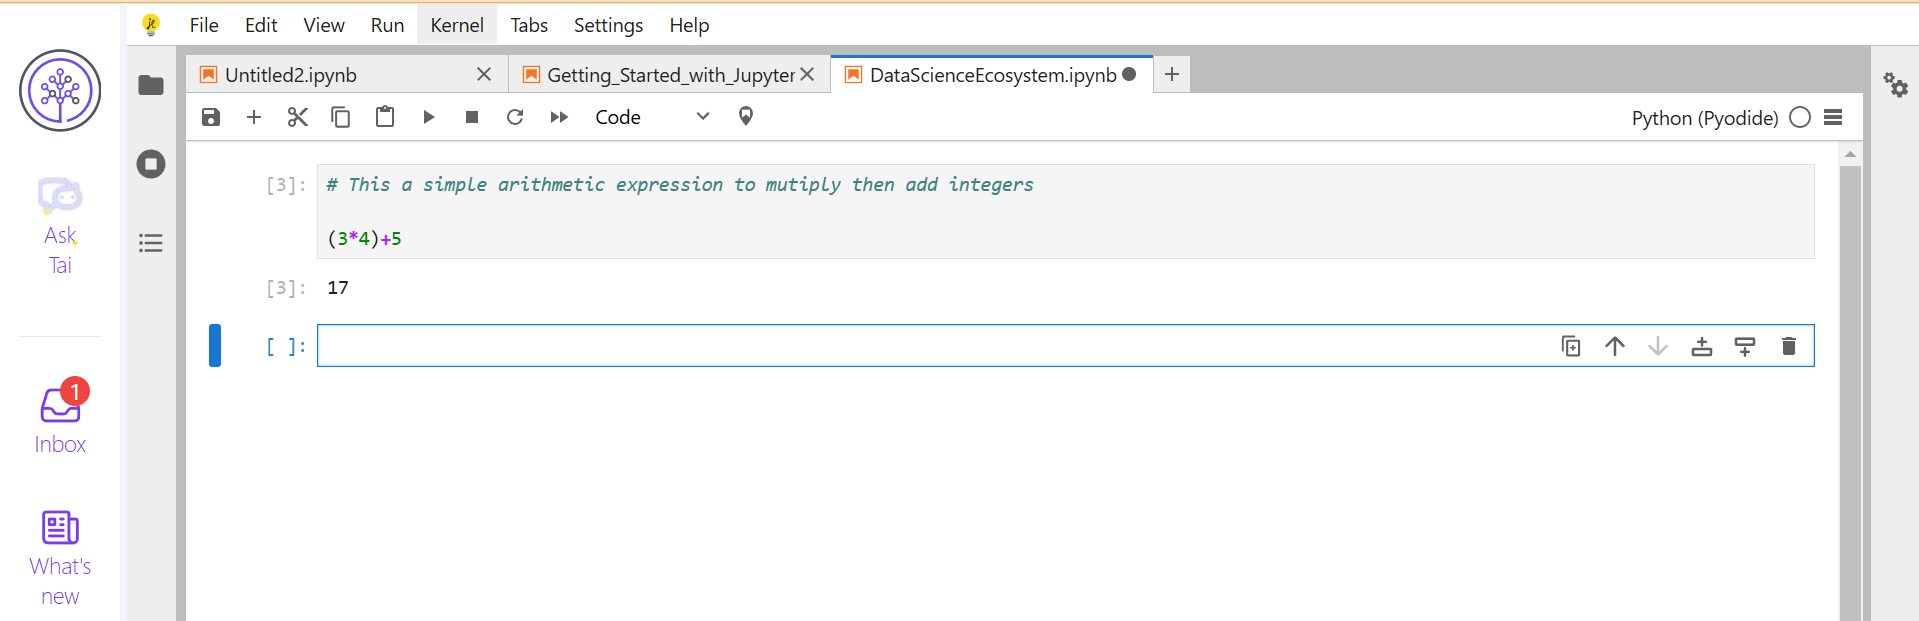 File Edit View Run Kernel Tabs Settings Help
Untitled2.ipynb Getting_Started_with_Jupyter DataScienceEcosystem.ipynb
Code Python (Pyodide)
[3]: # This a simple arithmetic expression to mutiply then add integers
(3*4)+5
[3]: 17
[ ]:
Ask
Tai
1
Inbox
What's
new